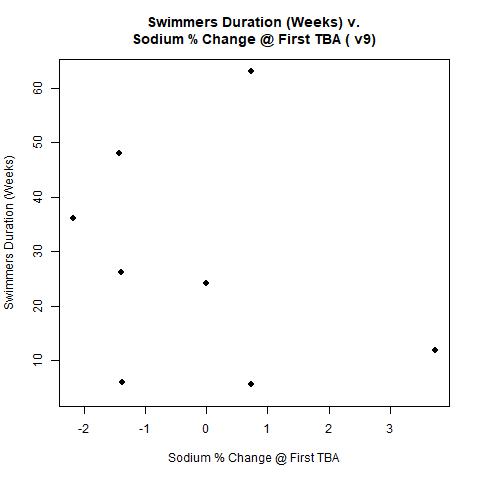 Swimmers Duration (Weeks) v.
Sodium % Change @ First TBA ( v9)
Swimmers Duration (Weeks)
60
50
40
30
20
10
-2 -1 0 1 2 3
Sodium % Change @ First TBA